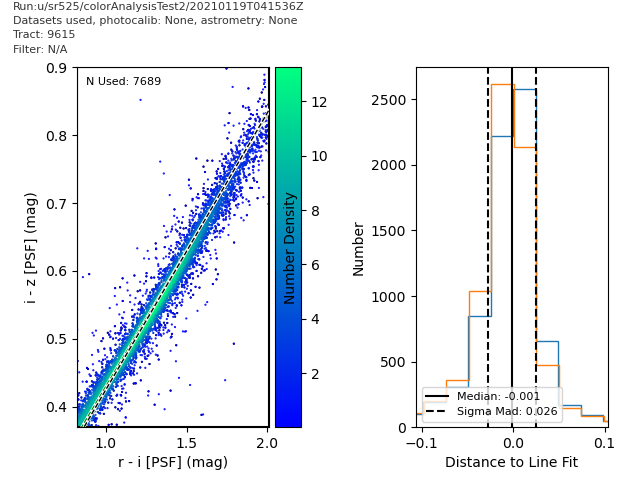 Run:u/sr525/colorAnalysisTest2/20210119T041536Z
Datasets used, photocalib: None, astrometry: None
Tract: 9615
Filter: N/A
N Used: 7689
0.9
0.8
0.7
0.6
0.5
0.4
i - z [PSF] (mag)
1.0
1.5
2.0
r - i [PSF] (mag)
12
10
8
6
4
2
Number Density
2500
2000
1500
1000
500
0
Number
Median: -0.001
Sigma Mad: 0.026
−0.1
0.0
0.1
Distance to Line Fit